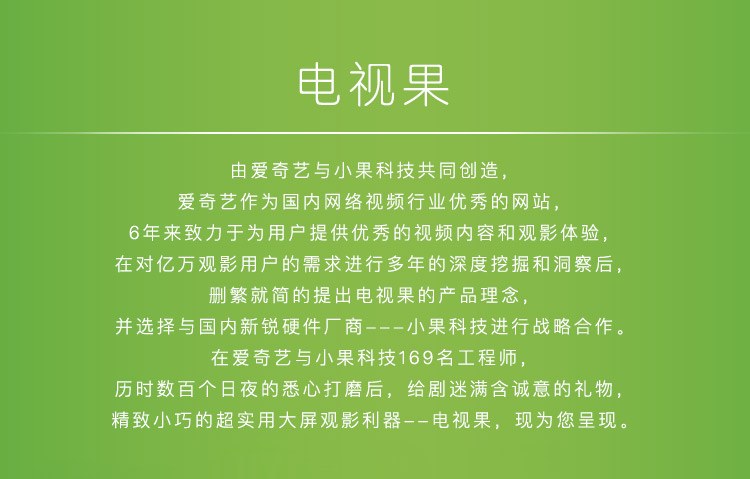 电视果
由爱奇艺与小果科技共同创造，
爱奇艺作为国内网络视频行业优秀的网站，
6年来致力于为用户提供优秀的视频内容和观影体验，
在对亿万观影用户的需求进行多年的深度挖掘和洞察后，
删繁就简的提出电视果的产品理念，
并选择与国内新锐硬件厂商---小果科技进行战略合作。
在爱奇艺与小果科技169名工程师，
历时数百个日夜的悉心打磨后，给剧迷满含诚意的礼物，
精致小巧的超实用大屏观影利器--电视果，现为您呈现。